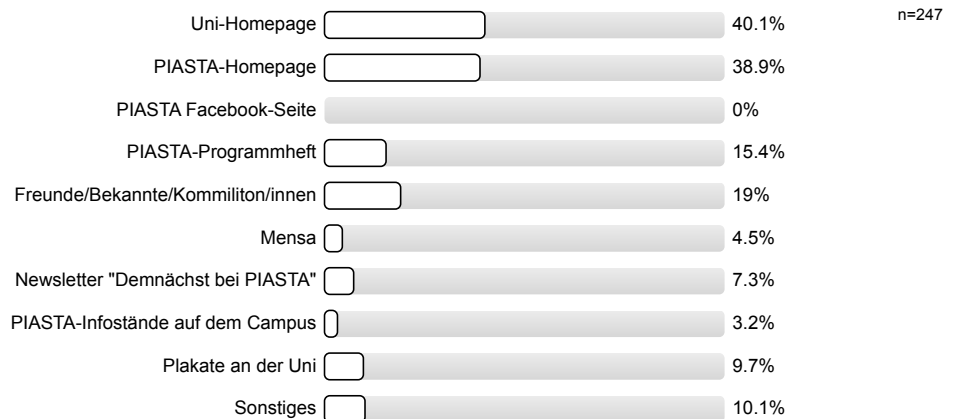 Uni-Homepage 40.1% n=247
PIASTA-Homepage 38.9%
PIASTA Facebook-Seite 0%
PIASTA-Programmheft 15.4%
Freunde/Bekannte/Kommiliton/innen 19%
Mensa 4.5%
Newsletter "Demnächst bei PIASTA" 7.3%
PIASTA-Infostände auf dem Campus 3.2%
Plakate an der Uni 9.7%
Sonstiges 10.1%